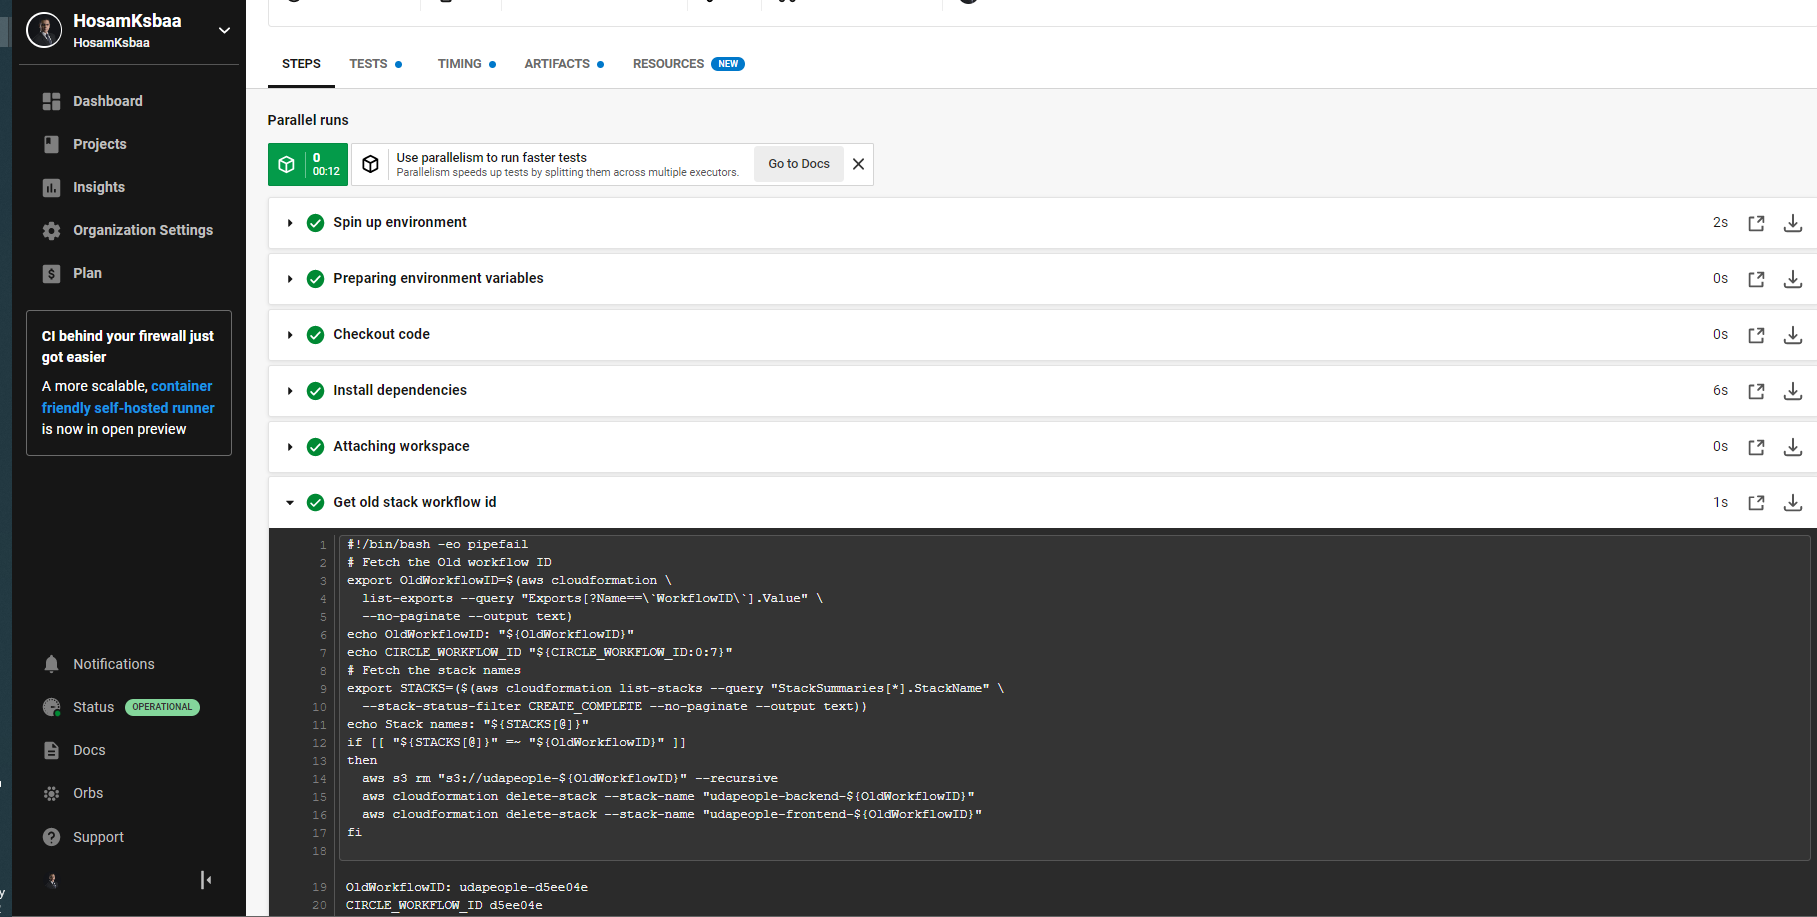 HosamKsbaa
HosamKsbaa
Dashboard
Projects
Insights
Organization Settings
Plan
CI behind your firewall just
got easier
A more scalable, container
friendly self-hosted runner
is now in open preview
Notifications
Status OPERATIONAL
Docs
Orbs
Support
STEPS TESTS TIMING ARTIFACTS RESOURCES NEW
Parallel runs
0
00:12
Use parallelism to run faster tests
Parallelism speeds up tests by splitting them across multiple executors.
Go to Docs
Spin up environment 2s
Preparing environment variables 0s
Checkout code 0s
Install dependencies 6s
Attaching workspace 0s
Get old stack workflow id 1s
1 #!/bin/bash -eo pipefail
2 # Fetch the Old workflow ID
3 export OldWorkflowID=$(aws cloudformation \
4 list-exports --query "Exports[?Name==\`WorkflowID\`].Value" \
5 --no-paginate --output text)
6 echo OldWorkflowID: "${OldWorkflowID}"
7 echo CIRCLE_WORKFLOW_ID "${CIRCLE_WORKFLOW_ID:0:7}"
8 # Fetch the stack names
9 export STACKS=($(aws cloudformation list-stacks --query "StackSummaries[*].StackName" \
10 --stack-status-filter CREATE_COMPLETE --no-paginate --output text))
11 echo Stack names: "${STACKS[@]}"
12 if [[ "${STACKS[@]}" =~ "${OldWorkflowID}" ]]
13 then
14 aws s3 rm "s3://udapeople-${OldWorkflowID}" --recursive
15 aws cloudformation delete-stack --stack-name "udapeople-backend-${OldWorkflowID}"
16 aws cloudformation delete-stack --stack-name "udapeople-frontend-${OldWorkflowID}"
17 fi
18
19 OldWorkflowID: udapeople-d5ee04e
20 CIRCLE_WORKFLOW_ID d5ee04e